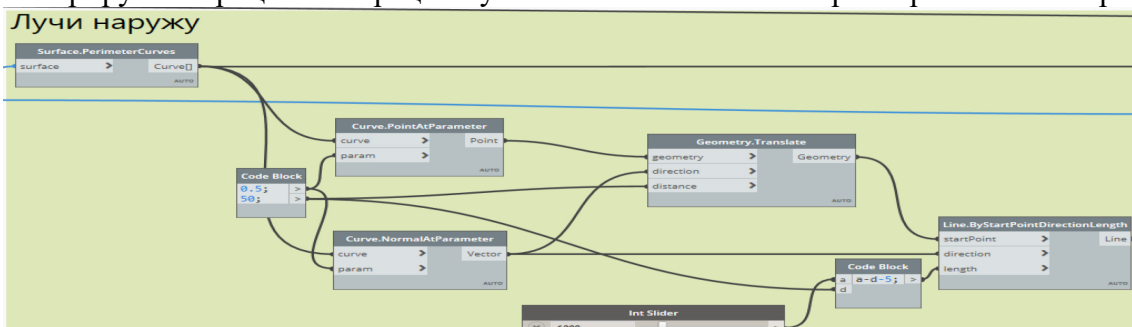 Лучи наружу
Surface.PerimeterCurves
surface > Curve[]
AUTO
Curve.PointAtParameter
curve > Point
param >
AUTO
Geometry.Translate
geometry > Geometry
direction >
distance >
AUTO
Code Block
0.5; >
50; >
Curve.NormalAtParameter
curve > Vector
param >
AUTO
Line.ByStartPointDirectionLength
startPoint > Line
direction >
length >
AUTO
Code Block
a a-d-5; >
d
Int Slider